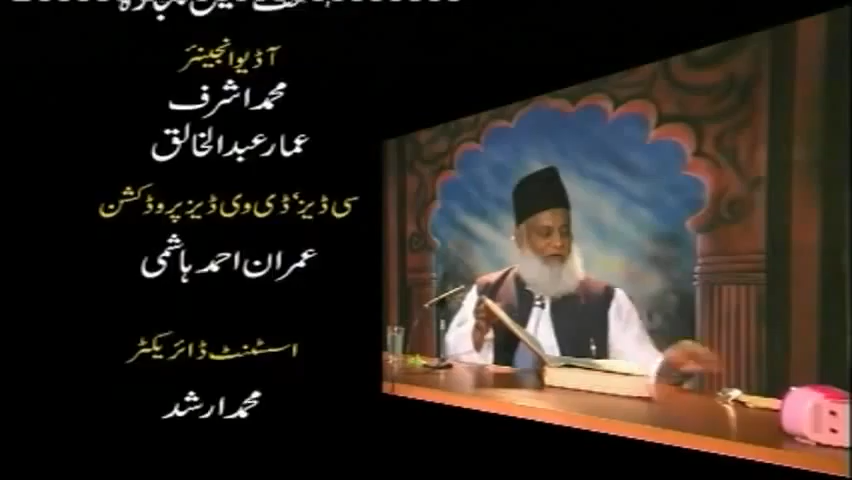 آڈیو انجینئر
محمد اشرف
عمار عبدالخالق
سی ڈیز، ڈی وی ڈیز پروڈکشن
عمران احمد ہاشمی
اسسٹنٹ ڈائریکٹر
محمد ارشد